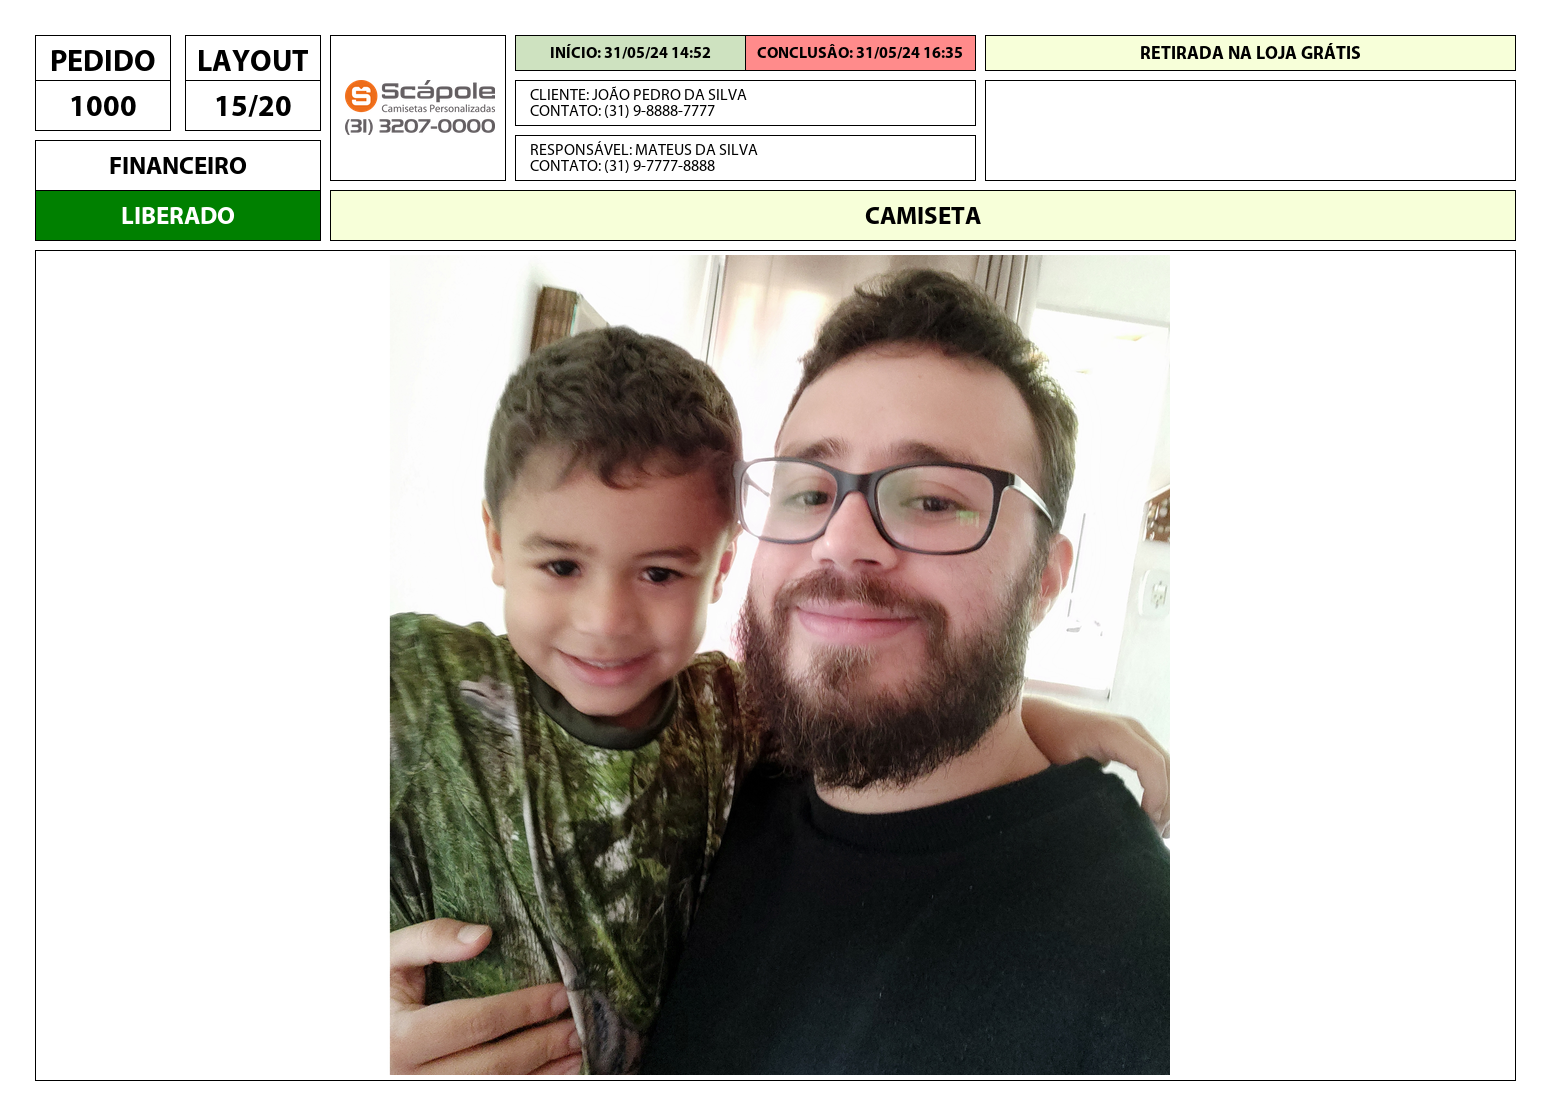 PEDIDO
1000
LAYOUT
15/20
FINANCEIRO
LIBERADO
Scápole
Camisetas Personalizadas
(31) 3207-0000
INÍCIO: 31/05/24 14:52
CONCLUSÂO: 31/05/24 16:35
CLIENTE: JOÃO PEDRO DA SILVA
CONTATO: (31) 9-8888-7777
RESPONSÁVEL: MATEUS DA SILVA
CONTATO: (31) 9-7777-8888
RETIRADA NA LOJA GRÁTIS
CAMISETA